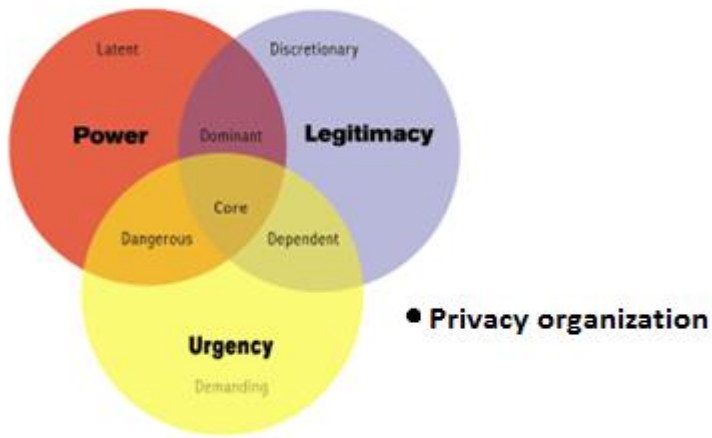 Latent
Discretionary
Power
Dominant
Legitimacy
Core
Dangerous
Dependent
• Privacy organization
Urgency
Demanding